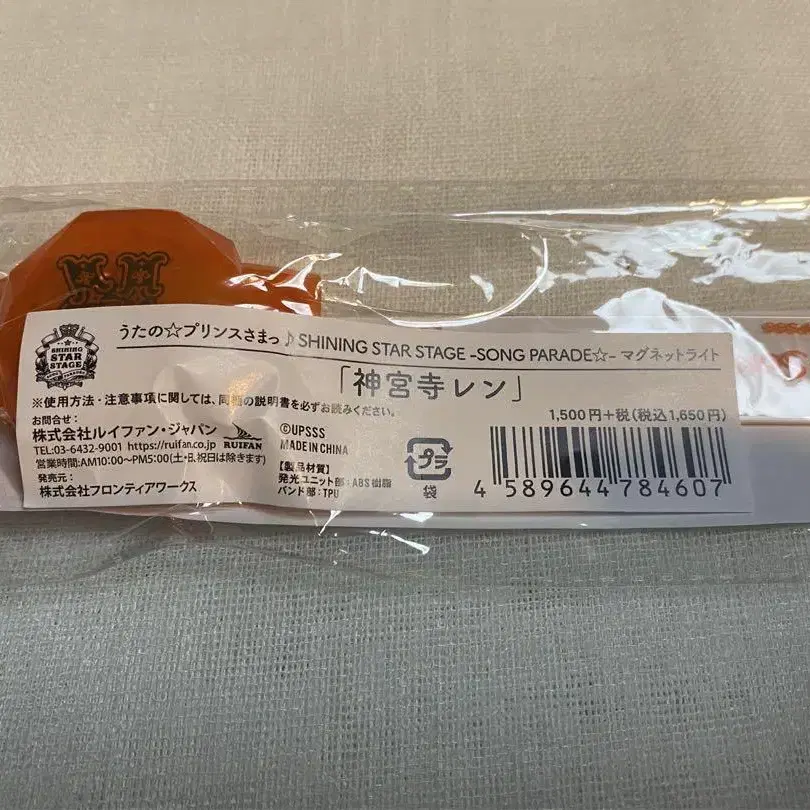 うたの☆プリンスさまっ♪SHINING STAR STAGE -SONG PARADE☆- マグネットライト
SHINING
STAR
STAGE
「神宮寺レン」
※使用方法・注意事項に関しては、同梱の説明書を必ずお読みください。
1,500円+税(税込1,650円)
お問合せ:
株式会社ルイファン・ジャパン
RUIFAN
TEL:03-6432-9001 https://ruifan.co.jp
営業時間:AM10:00~PM5:00(土・日、祝日は除きます)
発売元:
株式会社フロンティアワークス
©UPSSS
MADE IN CHINA
【製品材質】
発光ユニット部:ABS樹脂
バンド部:TPU
プラ
袋
4 589644 784607